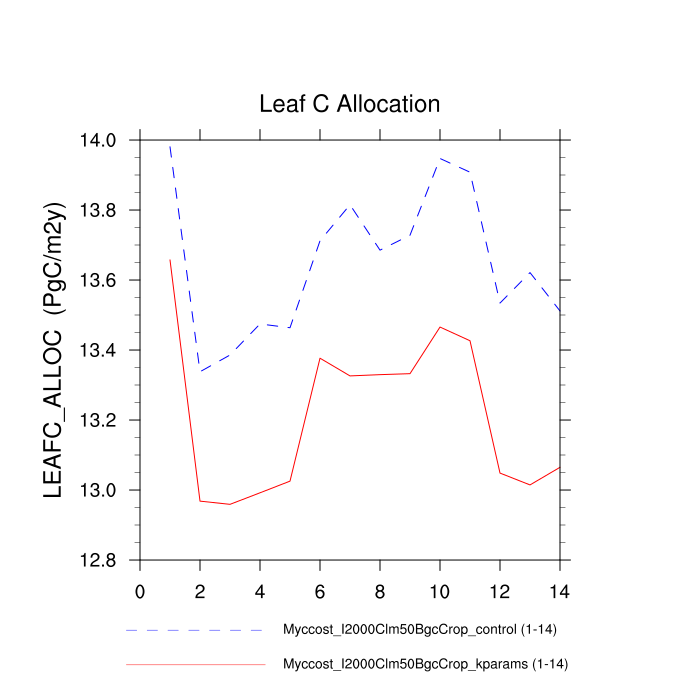 Leaf C Allocation
LEAFC_ALLOC (PgC/m2y)
14.0
13.8
13.6
13.4
13.2
13.0
12.8
0 2 4 6 8 10 12 14
Myccost_I2000Clm50BgcCrop_control (1-14)
Myccost_I2000Clm50BgcCrop_kparams (1-14)